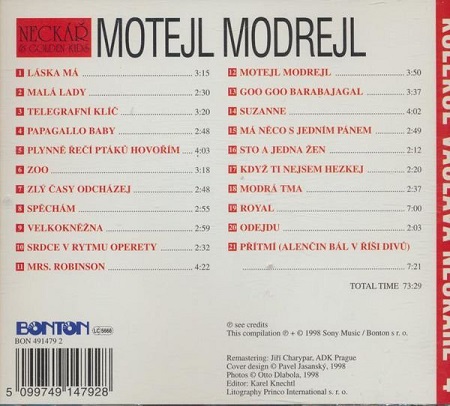 NECKÁŘ
& GOLDEN KIDS
MOTEJL MODREJL
1 LÁSKA MÁ 3:15
2 MALÁ LADY 2:30
3 TELEGRAFNÍ KLÍČ 3:20
4 PAPAGALLO BABY 2:48
5 PLYNNĚ ŘEČÍ PTÁKŮ HOVOŘÍM 4:03
6 ZOO 3:18
7 ZLÝ ČASY ODCHÁZEJ 2:48
8 SPĚCHÁM 2:55
9 VELKOKNĚŽNA 2:59
10 SRDCE V RYTMU OPERETY 2:32
11 MRS. ROBINSON 4:22
12 MOTEJL MODREJL 3:50
13 GOO GOO BARABAJAGAL 3:37
14 SUZANNE 4:02
15 MÁ NĚCO S JEDNÍM PÁNEM 2:49
16 STO A JEDNA ŽEN 2:12
17 KDYŽ TI NEJSEM HEZKEJ 2:20
18 MODRÁ TMA 2:37
19 ROYAL 7:00
20 ODEJDU 2:03
21 PŘÍTMÍ (ALENČIN BÁL V ŘÍŠI DIVŮ)
7:21
TOTAL TIME 73:29
BONTON
LC 6666
BON 491479 2
5 099749 147928
℗ see credits
This compilation ℗ + © 1998 Sony Music / Bonton s r. o.
Remastering: Jiří Charypar, ADK Prague
Cover design © Pavel Jasanský, 1998
Photos © Otto Dlabola, 1998
Editor: Karel Knechtl
Litography Princo International s r. o.
KOLEKCE VÁCLAVA NECKÁŘE 4